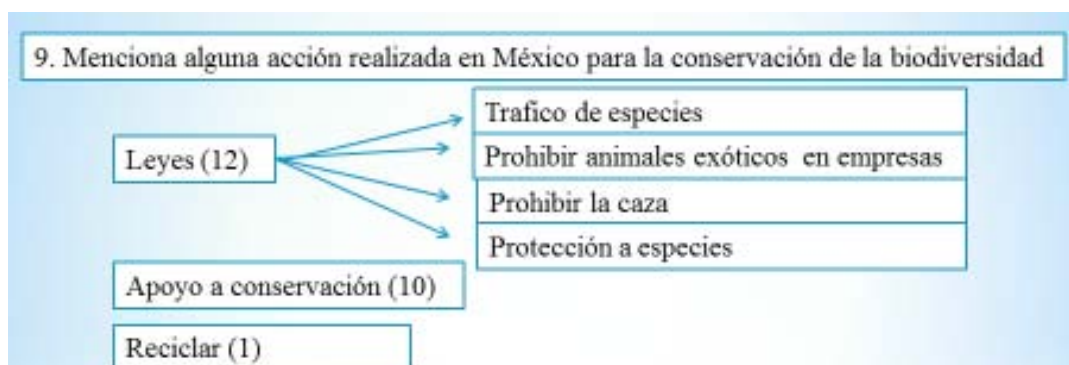 9. Menciona alguna acción realizada en México para la conservación de la biodiversidad
Leyes (12)
Trafico de especies
Prohibir animales exóticos en empresas
Prohibir la caza
Protección a especies
Apoyo a conservación (10)
Reciclar (1)